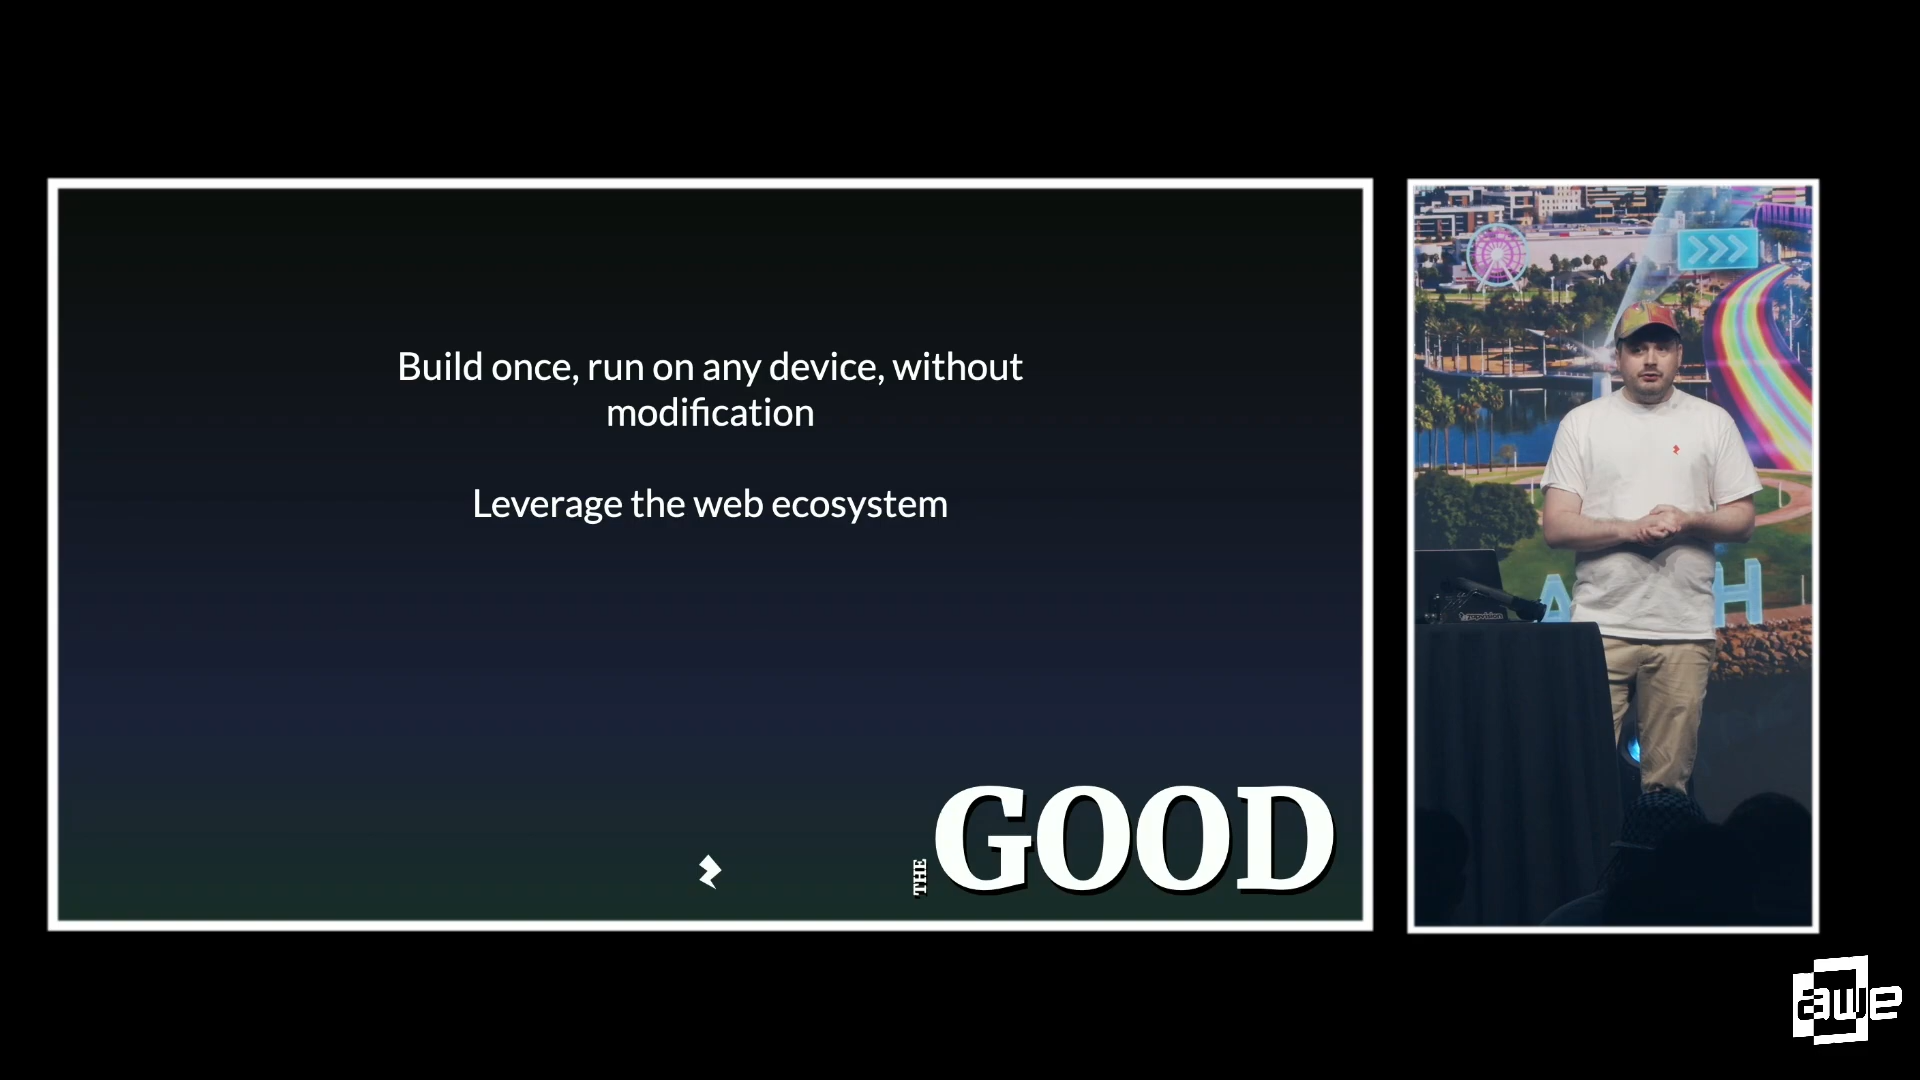 Build once, run on any device, without
modification
Leverage the web ecosystem
THE GOOD
A
H
awe